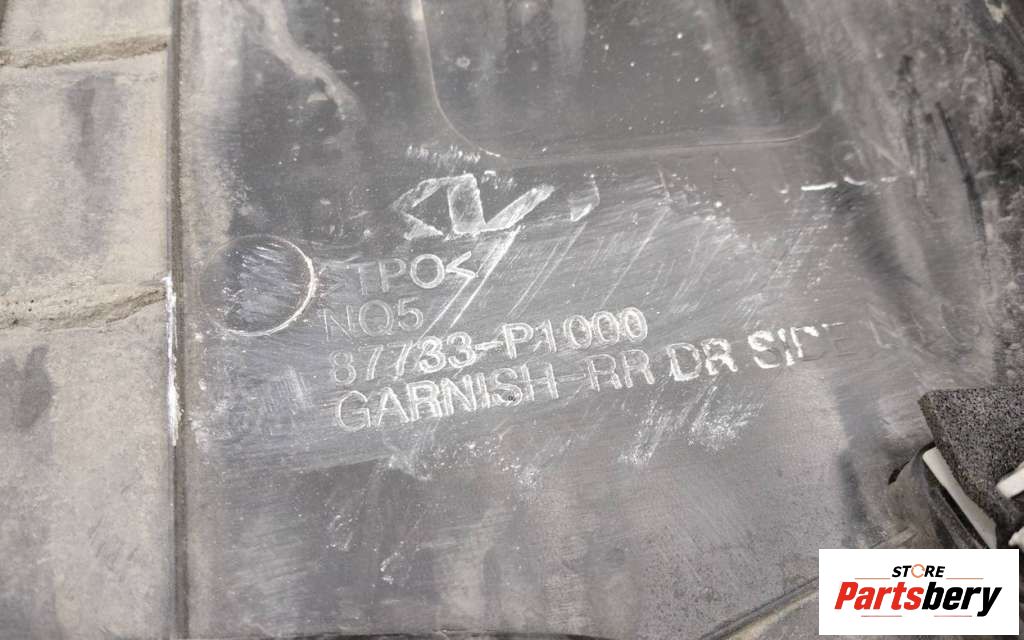 >TPO<
NQ5
87733-P1000
GARNISH-RR DR SIDE
STORE
Partsbery